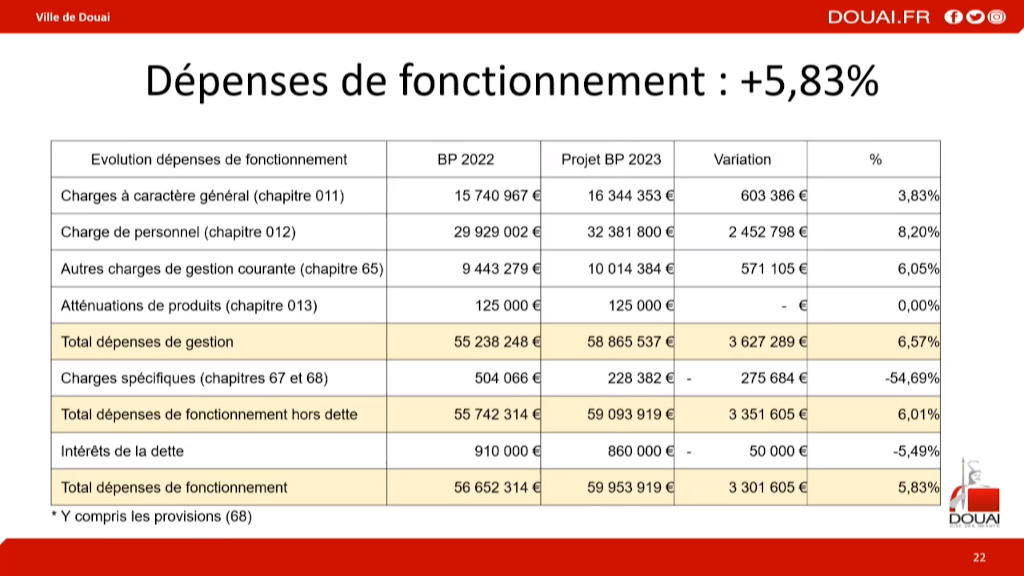 Ville de Douai
DOUAI.FR
Dépenses de fonctionnement : +5,83%
Evolution dépenses de fonctionnement BP 2022 Projet BP 2023 Variation %
Charges à caractère général (chapitre 011) 15 740 967 € 16 344 353 € 603 386 € 3,83%
Charge de personnel (chapitre 012) 29 929 002 € 32 381 800 € 2 452 798 € 8,20%
Autres charges de gestion courante (chapitre 65) 9 443 279 € 10 014 384 € 571 105 € 6,05%
Atténuations de produits (chapitre 013) 125 000 € 125 000 € - € 0,00%
Total dépenses de gestion 55 238 248 € 58 865 537 € 3 627 289 € 6,57%
Charges spécifiques (chapitres 67 et 68) 504 066 € 228 382 € - 275 684 € -54,69%
Total dépenses de fonctionnement hors dette 55 742 314 € 59 093 919 € 3 351 605 € 6,01%
Intérêts de la dette 910 000 € 860 000 € - 50 000 € -5,49%
Total dépenses de fonctionnement 56 652 314 € 59 953 919 € 3 301 605 € 5,83%
* Y compris les provisions (68)
DOUAI
22